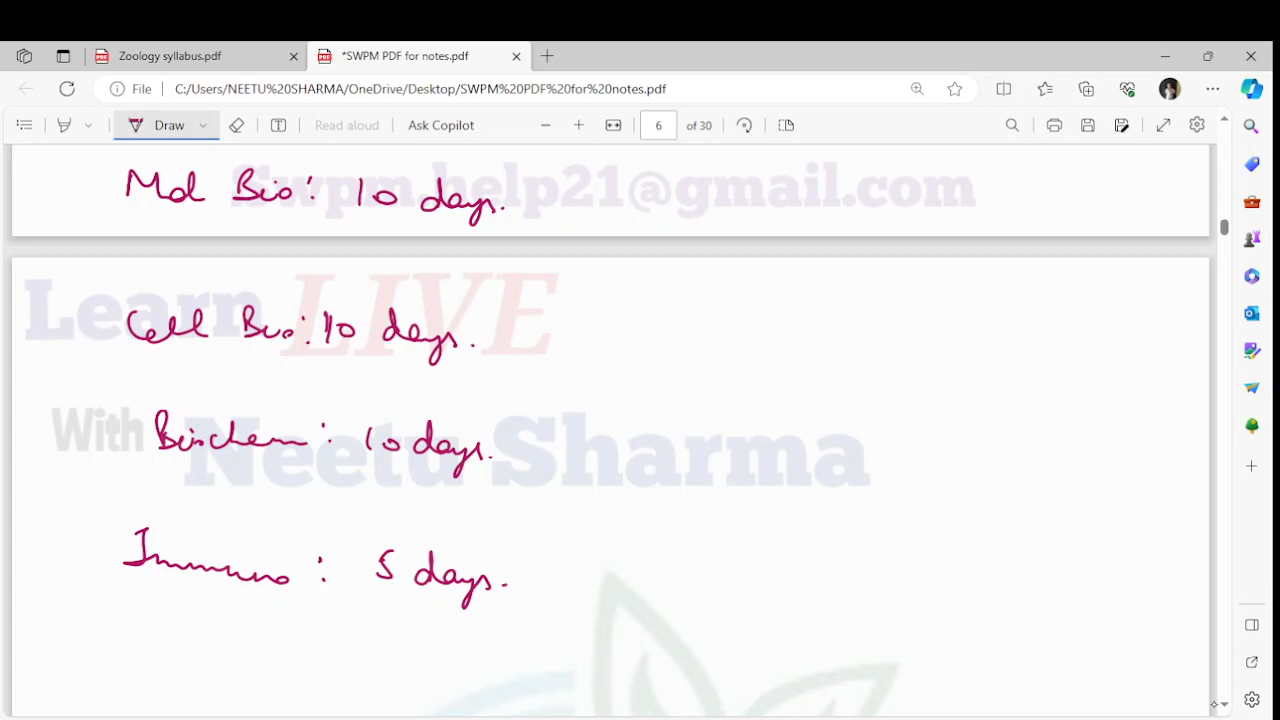 Zoology syllabus.pdf
*SWPM PDF for notes.pdf
File
C:/Users/NEETU%20SHARMA/OneDrive/Desktop/SWPM%20PDF%20for%20notes.pdf
Draw
Read aloud
Ask Copilot
6 of 30
Swpm.help21@gmail.com
Mol Bio: 10 days.
Learn LIVE
Cell Bio: 10 days.
With Neetu Sharma
Biochem: 10 days.
Immuno: 5 days.